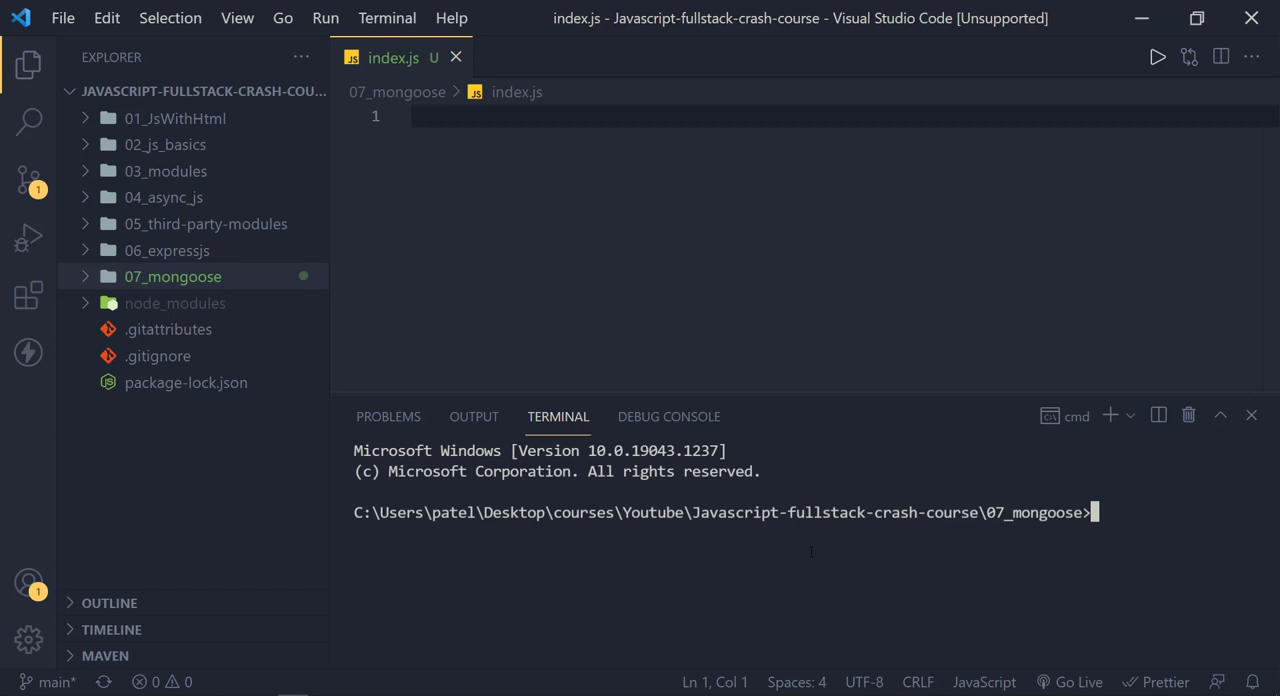 File Edit Selection View Go Run Terminal Help
index.js - Javascript-fullstack-crash-course - Visual Studio Code [Unsupported]
EXPLORER
JS index.js U
JAVASCRIPT-FULLSTACK-CRASH-COU...
07_mongoose > JS index.js
01_JsWithHtml
1
02_js_basics
03_modules
04_async_js
05_third-party-modules
06_expressjs
07_mongoose
node_modules
.gitattributes
.gitignore
package-lock.json
PROBLEMS OUTPUT TERMINAL DEBUG CONSOLE
cmd
Microsoft Windows [Version 10.0.19043.1237]
(c) Microsoft Corporation. All rights reserved.
C:\Users\patel\Desktop\courses\Youtube\Javascript-fullstack-crash-course\07_mongoose>
OUTLINE
TIMELINE
MAVEN
1
1
main* 0 0
Ln 1, Col 1 Spaces: 4 UTF-8 CRLF JavaScript Go Live Prettier